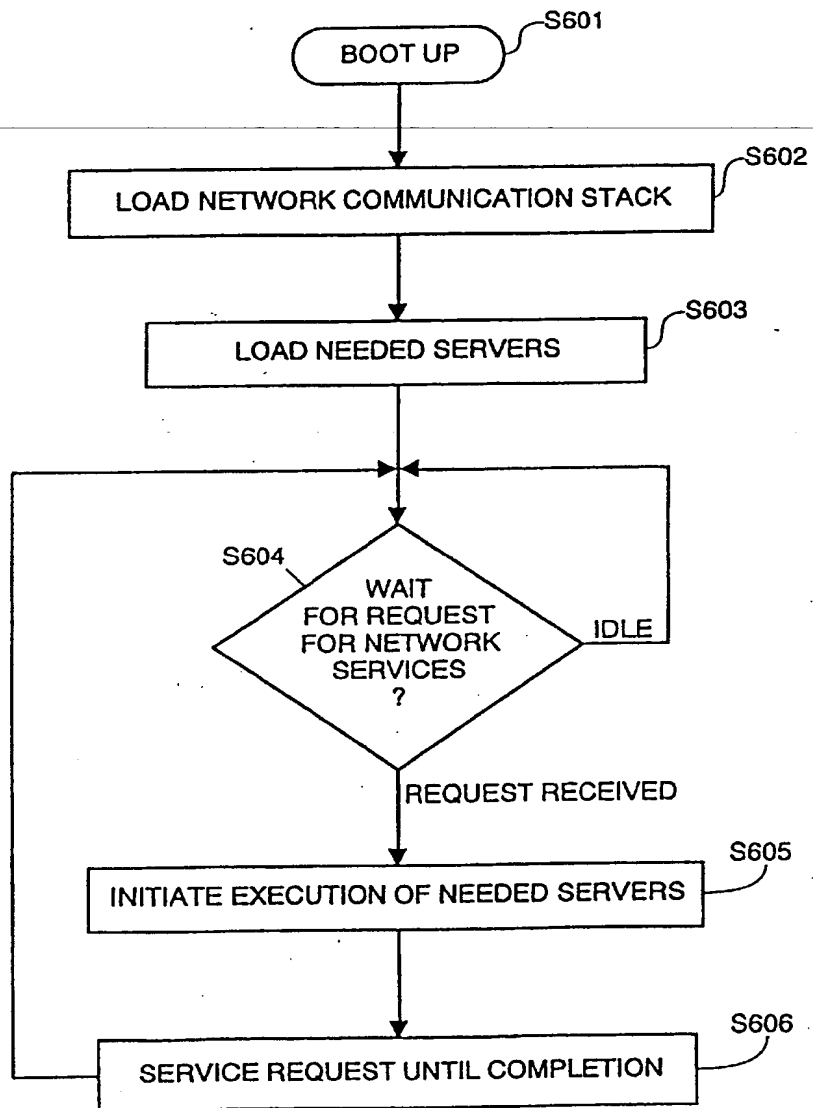 S601
BOOT UP
S602
LOAD NETWORK COMMUNICATION STACK
S603
LOAD NEEDED SERVERS
S604
WAIT
FOR REQUEST
FOR NETWORK
SERVICES
?
IDLE
REQUEST RECEIVED
S605
INITIATE EXECUTION OF NEEDED SERVERS
S606
SERVICE REQUEST UNTIL COMPLETION